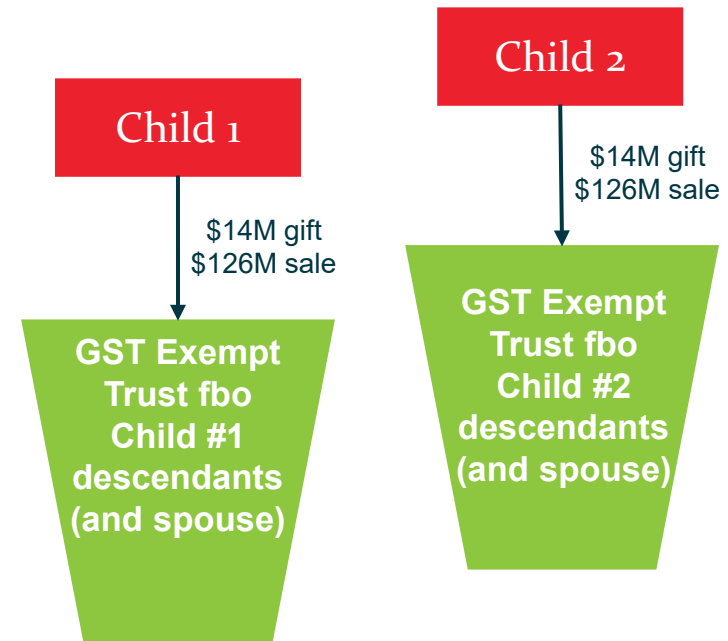 Child 1
$14M gift
$126M sale
GST Exempt
Trust fbo
Child #1
descendants
(and spouse)
Child 2
$14M gift
$126M sale
GST Exempt
Trust fbo
Child #2
descendants
(and spouse)